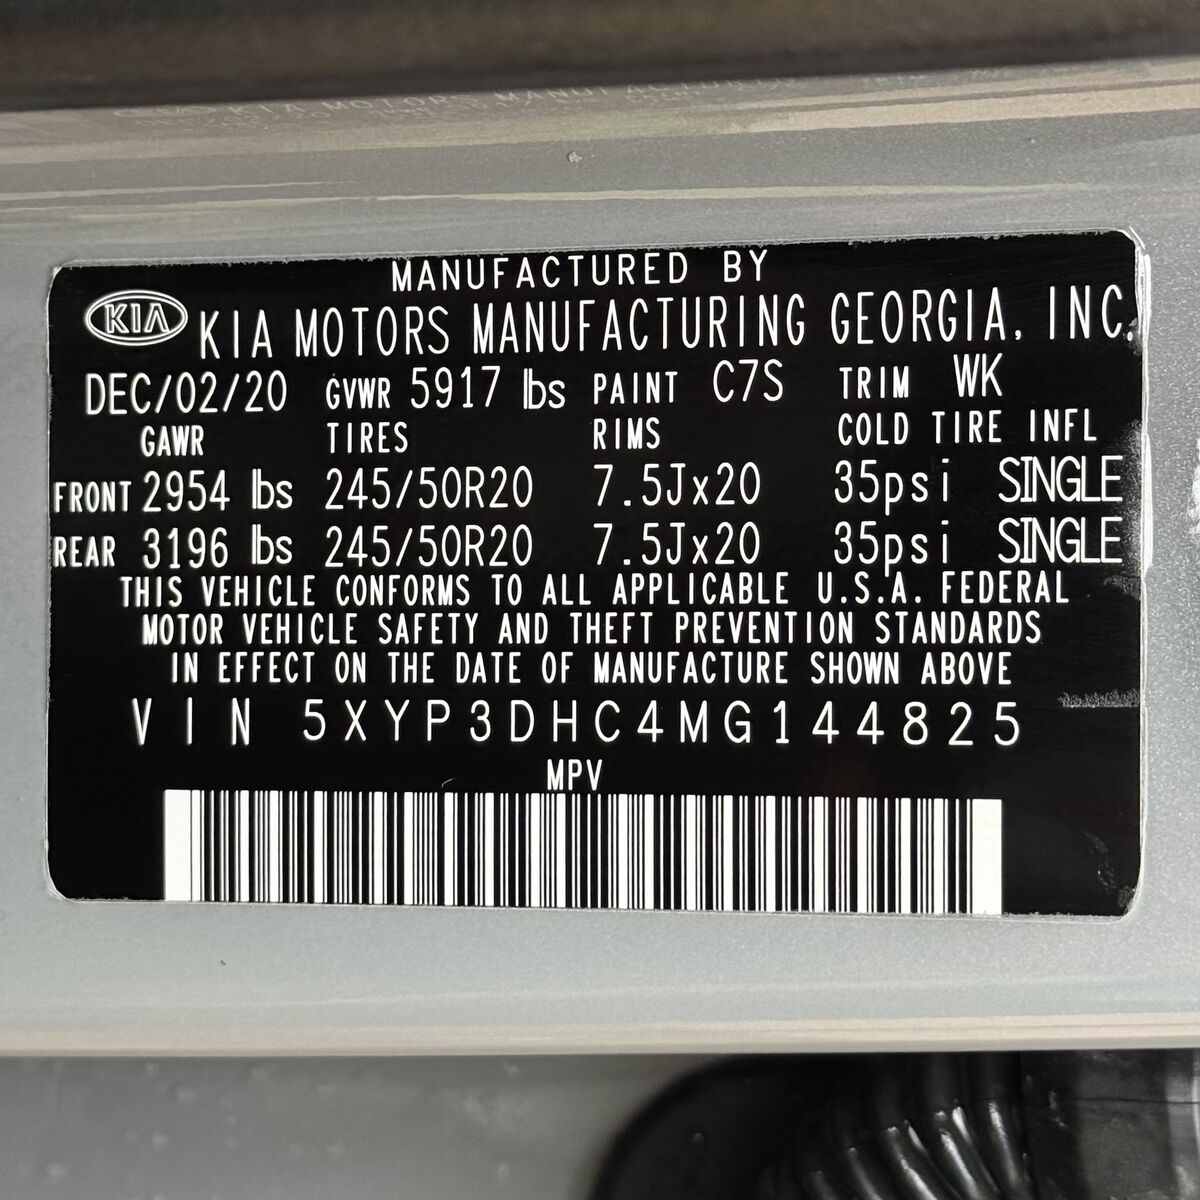 MANUFACTURED BY
KIA KIA MOTORS MANUFACTURING GEORGIA, INC.
DEC/02/20 GVWR 5917 lbs PAINT C7S TRIM WK
GAWR TIRES RIMS COLD TIRE INFL
FRONT 2954 lbs 245/50R20 7.5Jx20 35psi SINGLE
REAR 3196 lbs 245/50R20 7.5Jx20 35psi SINGLE
THIS VEHICLE CONFORMS TO ALL APPLICABLE U.S.A. FEDERAL
MOTOR VEHICLE SAFETY AND THEFT PREVENTION STANDARDS
IN EFFECT ON THE DATE OF MANUFACTURE SHOWN ABOVE
VIN 5XYP3DHC4MG144825
MPV